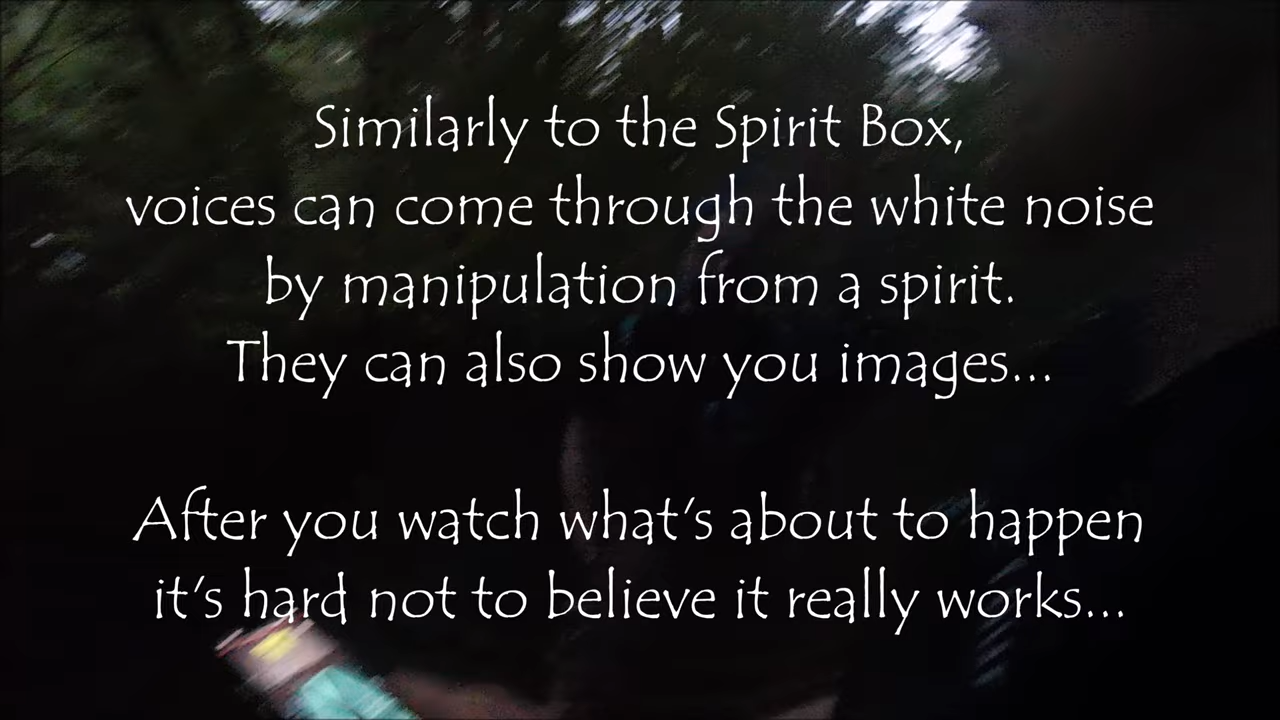 Similarly to the Spirit Box,
voices can come through the white noise
by manipulation from a spirit.
They can also show you images...
After you watch what's about to happen
it's hard not to believe it really works...